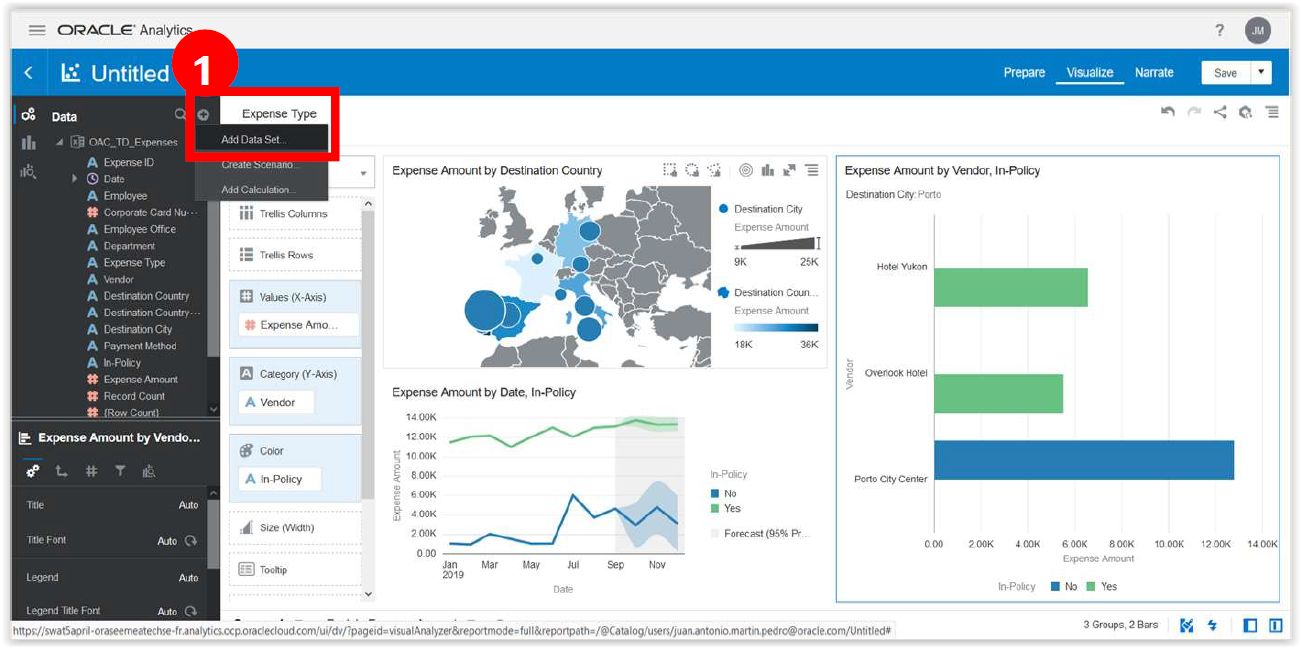 ORACLE Analytics
? JM
Untitled
1
Prepare Visualize Narrate Save
Data
Expense Type
Add Data Set...
Create Scenario...
Add Calculation...
OAC_TD_Expenses
Expense ID
Date
Employee
Corporate Card Nu...
Employee Office
Department
Expense Type
Vendor
Destination Country
Destination Country...
Destination City
Payment Method
In-Policy
Expense Amount
Record Count
{Row Count}
Trellis Columns
Trellis Rows
Values (X-Axis)
Expense Amo...
Category (Y-Axis)
Vendor
Color
In-Policy
Size (Width)
Tooltip
Expense Amount by Vendo...
Title Auto
Title Font Auto
Legend Auto
Legend Title Font Auto
Expense Amount by Destination Country
Destination City
Expense Amount
9K 25K
Destination Coun...
Expense Amount
18K 36K
Expense Amount by Date, In-Policy
Expense Amount
14.00K
12.00K
10.00K
8.00K
6.00K
4.00K
2.00K
0.00
Jan Mar May Jul Sep Nov
2019
Date
In-Policy
No
Yes
Forecast (95% Pr...
Expense Amount by Vendor, In-Policy
Destination City: Porto
Vendor
Hotel Yukon
Overlook Hotel
Porto City Center
0.00 2.00K 4.00K 6.00K 8.00K 10.00K 12.00K 14.00K
Expense Amount
In-Policy No Yes
https://swat5april-oraseemeatechse-fr.analytics.ocp.oraclecloud.com/ui/dv/?pageid=visualAnalyzer&reportmode=full&reportpath=/@Catalog/users/juan.antonio.martin.pedro@oracle.com/Untitled#
3 Groups, 2 Bars